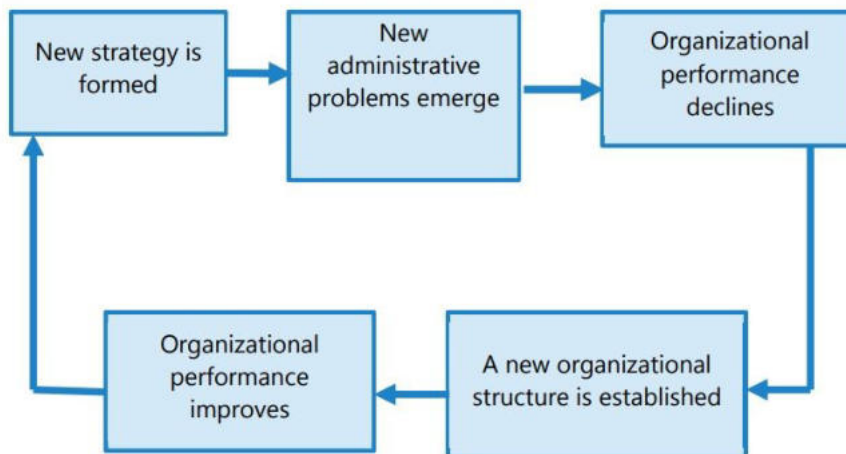 New strategy is
formed
New
administrative
problems emerge
Organizational
performance
declines
A new organizational
structure is established
Organizational
performance
improves